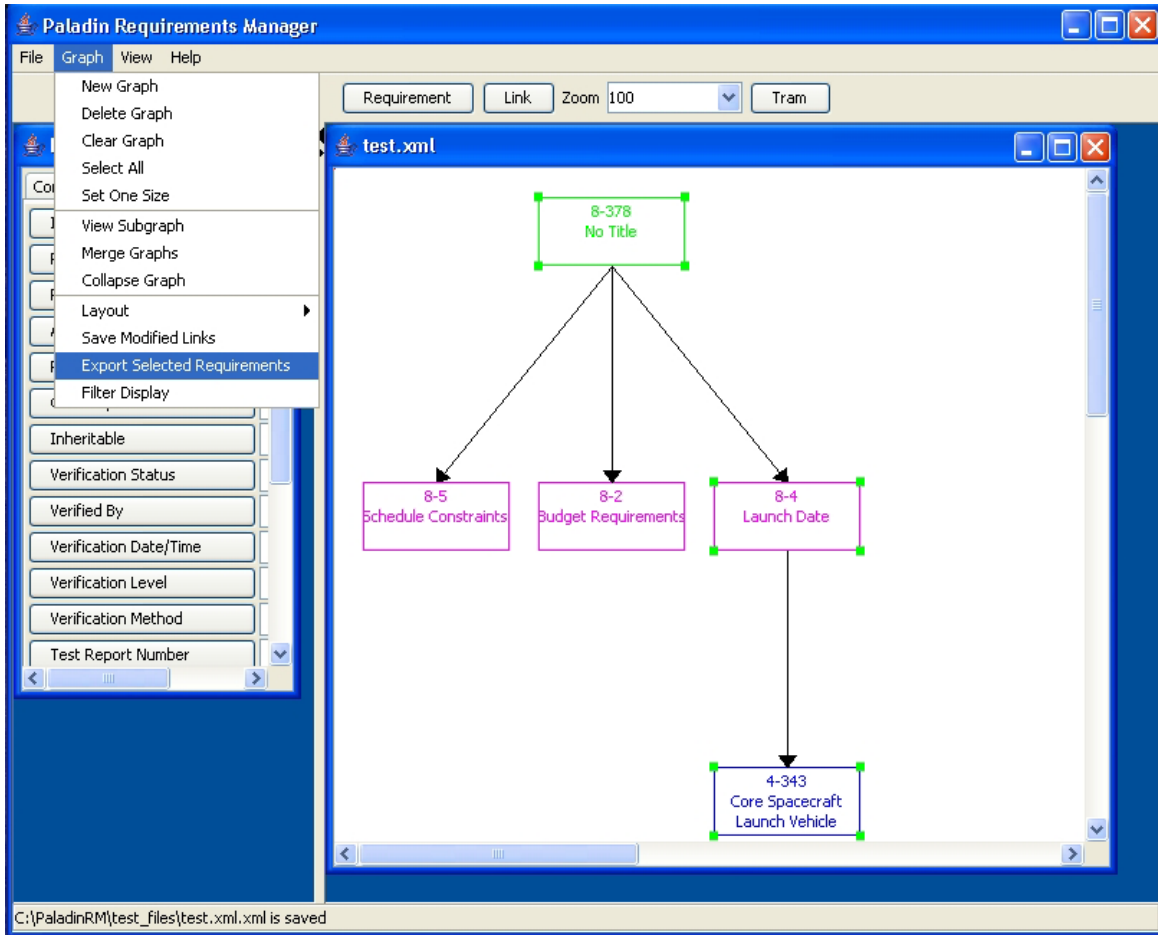 Paladin Requirements Manager
File Graph View Help
New Graph
Delete Graph
Clear Graph
Select All
Set One Size
View Subgraph
Merge Graphs
Collapse Graph
Layout
Save Modified Links
Export Selected Requirements
Filter Display
Requirement Link Zoom 100 Tram
Inheritable
Verification Status
Verified By
Verification Date/Time
Verification Level
Verification Method
Test Report Number
test.xml
8-378
No Title
8-5
Schedule Constraints
8-2
Budget Requirements
8-4
Launch Date
4-343
Core Spacecraft
Launch Vehicle
C:\PaladinRM\test_files\test.xml.xml is saved